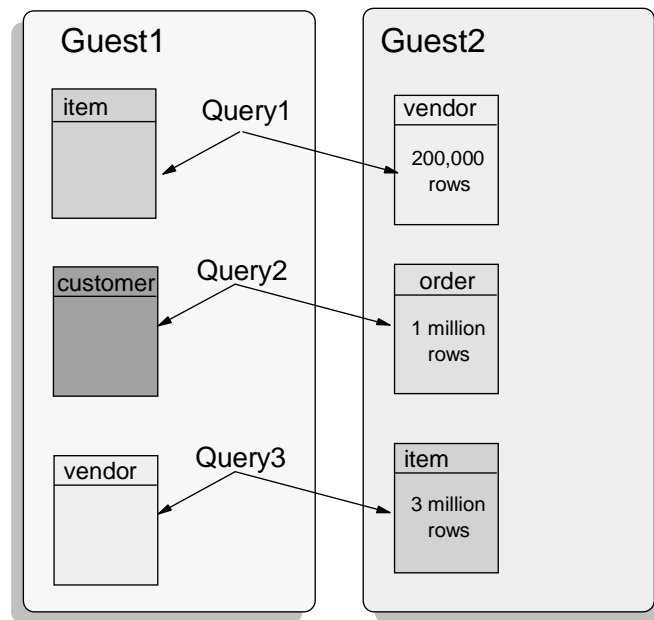 Guest1
Guest2
item
Query1
vendor
200,000
rows
customer
Query2
order
1 million
rows
vendor
Query3
item
3 million
rows